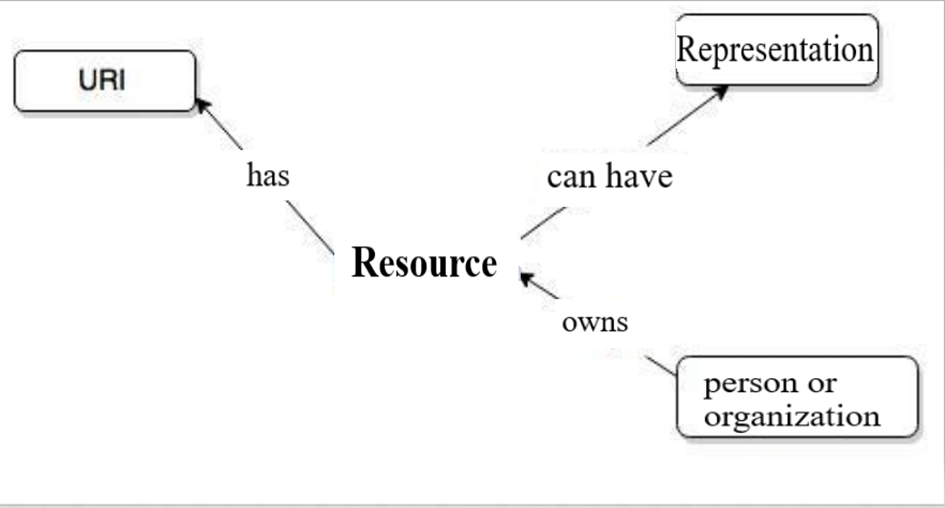 URI
Representation
has
can have
Resource
owns
person or
organization